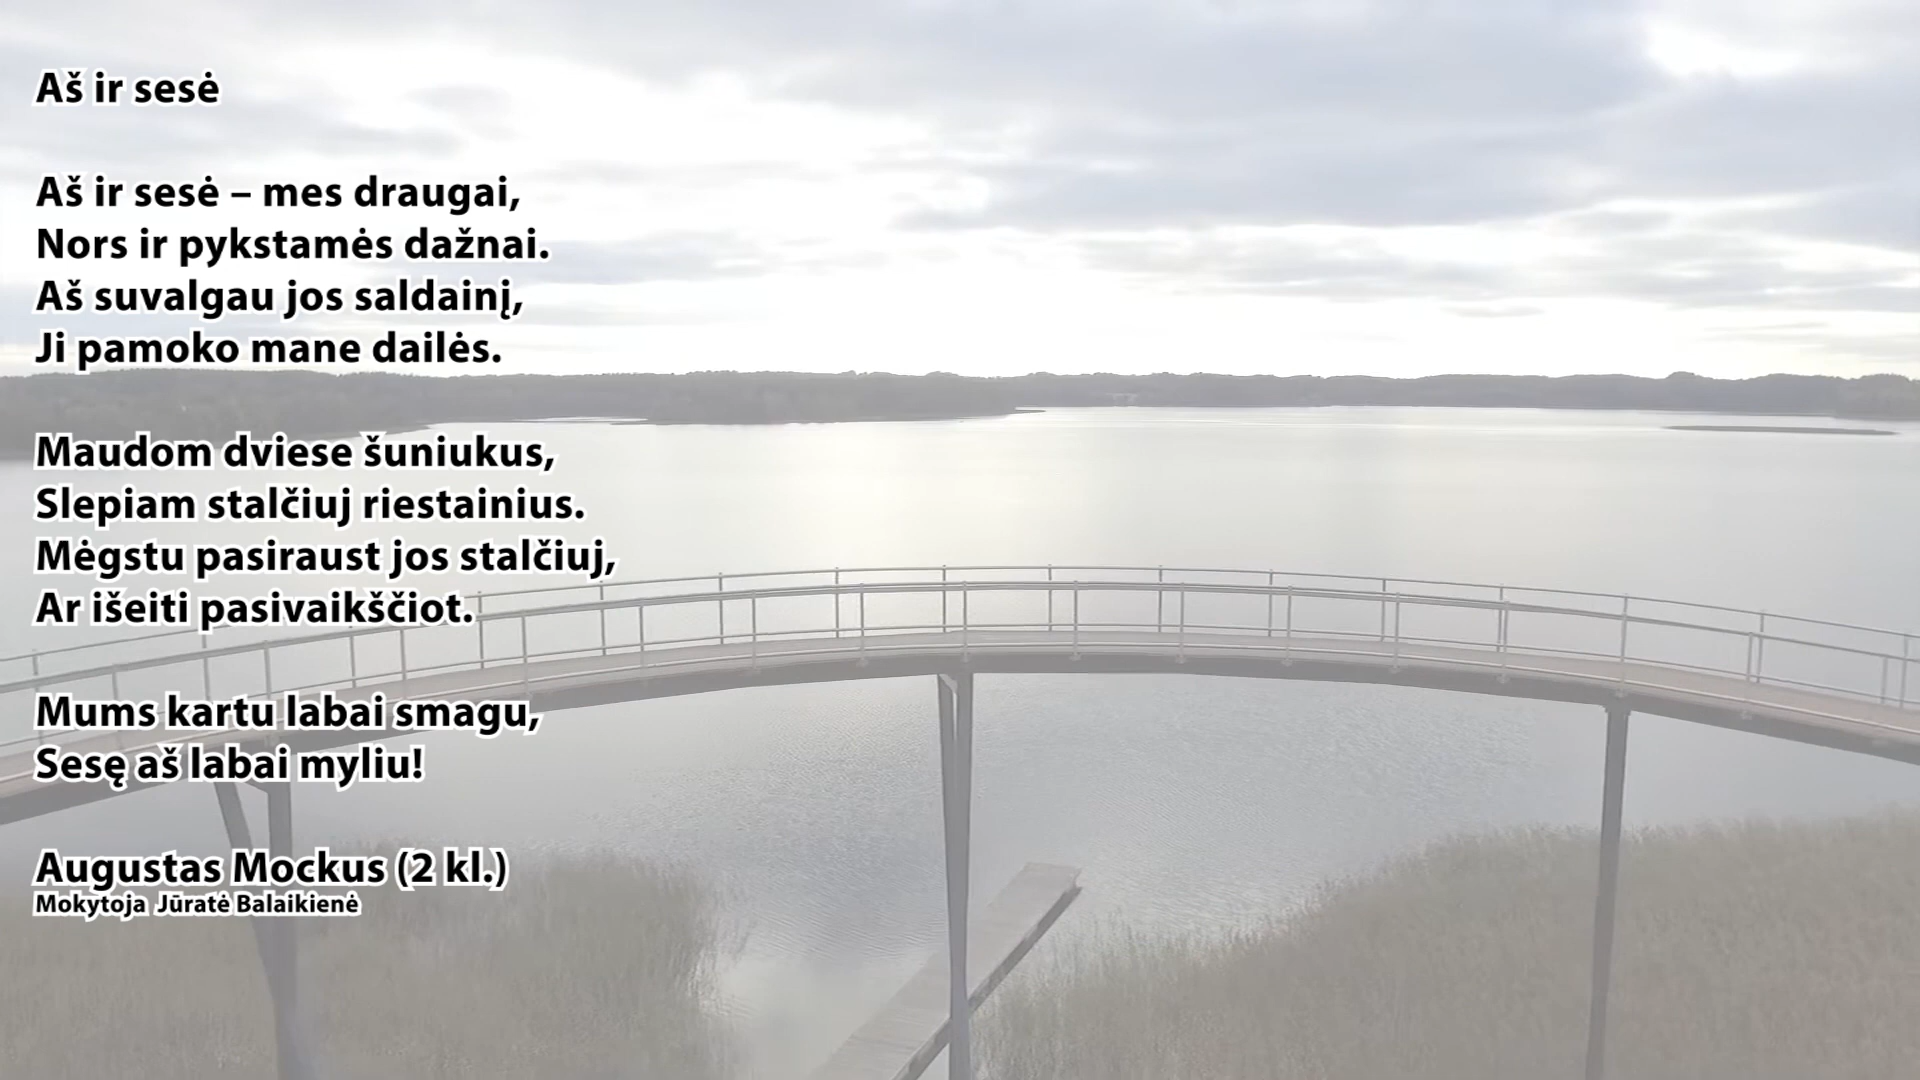 Aš ir sesė
Aš ir sesė – mes draugai,
Nors ir pykstamės dažnai.
Aš suvalgau jos saldainį,
Ji pamoko mane dailės.
Maudom dviese šuniukus,
Slepiam stalčiuj riestainius.
Mėgstu pasiraust jos stalčiuj,
Ar išeiti pasivaikščiot.
Mums kartu labai smagu,
Sesę aš labai myliu!
Augustas Mockus (2 kl.)
Mokytoja Jūratė Balaikienė